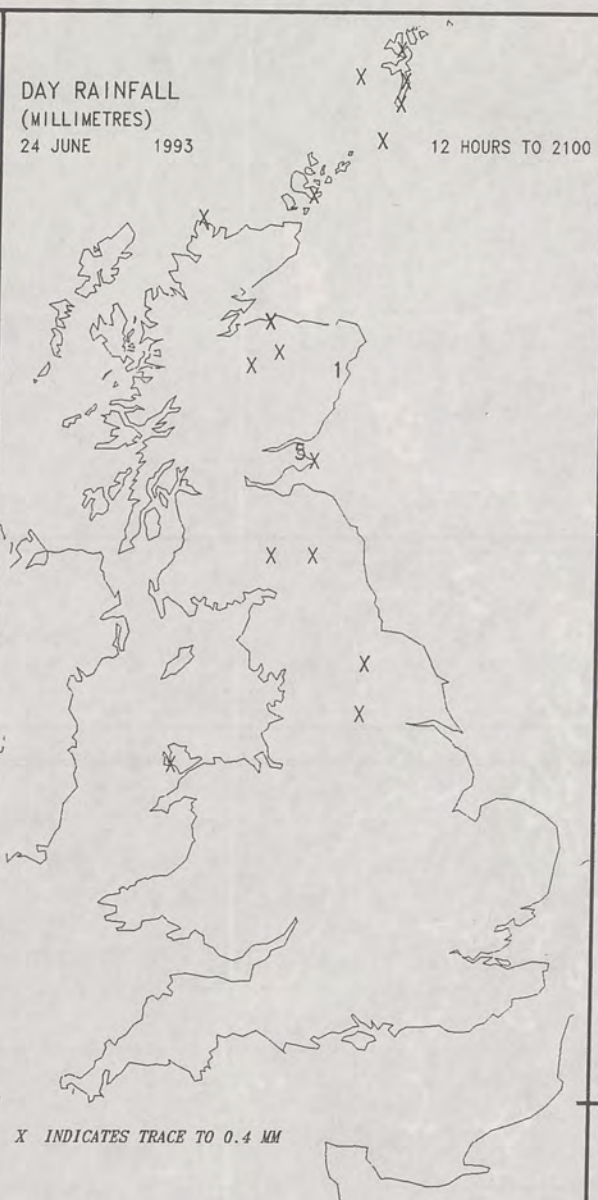 DAY RAINFALL
(MILLIMETRES)
24 JUNE 1993 12 HOURS TO 2100
X
X
X
X
X
X
X
X
X X
1
5 X
X X
X
X
X
X INDICATES TRACE TO 0.4 MM